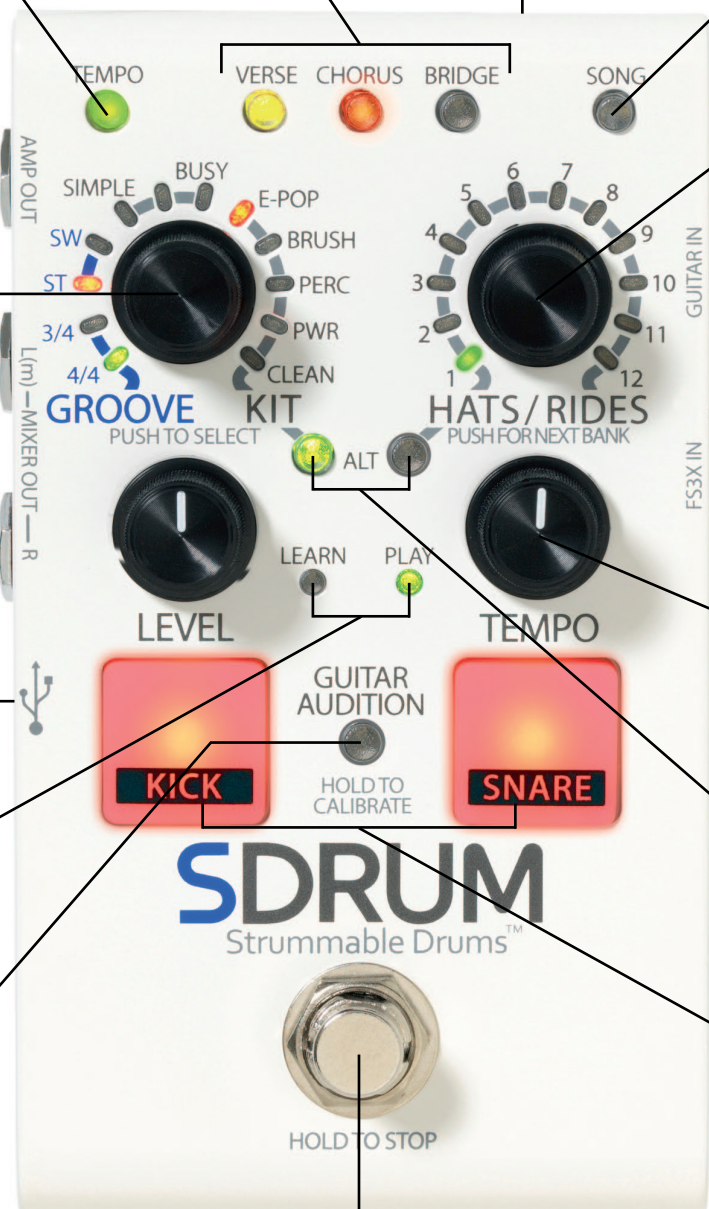 TEMPO
VERSE CHORUS BRIDGE
SONG
AMP OUT
SIMPLE
BUSY
E-POP
BRUSH
PERC
PWR
CLEAN
SW
ST
3/4
4/4
GROOVE
KIT
PUSH TO SELECT
1
2
3
4
5
6
7
8
9
10
11
12
HATS / RIDES
PUSH FOR NEXT BANK
GUITAR IN
L(m) — MIXER OUT — R
FS3X IN
ALT
LEARN
PLAY
LEVEL
TEMPO
GUITAR
AUDITION
HOLD TO
CALIBRATE
KICK
SNARE
SDRUM
Strummable Drums™
HOLD TO STOP